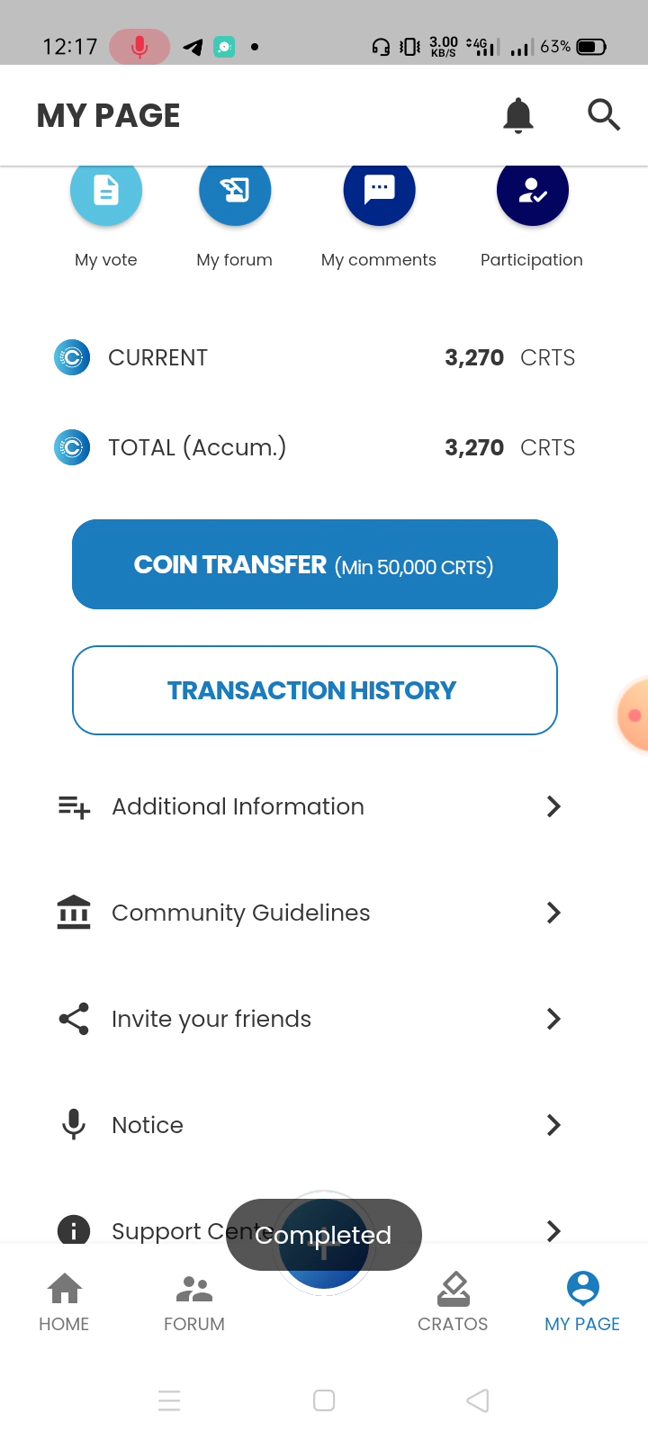 12:17 3.00 KB/S 4G 63%
MY PAGE
My vote My forum My comments Participation
CURRENT 3,270 CRTS
TOTAL (Accum.) 3,270 CRTS
COIN TRANSFER (Min 50,000 CRTS)
TRANSACTION HISTORY
Additional Information
Community Guidelines
Invite your friends
Notice
Support Cente
Completed
HOME FORUM CRATOS MY PAGE